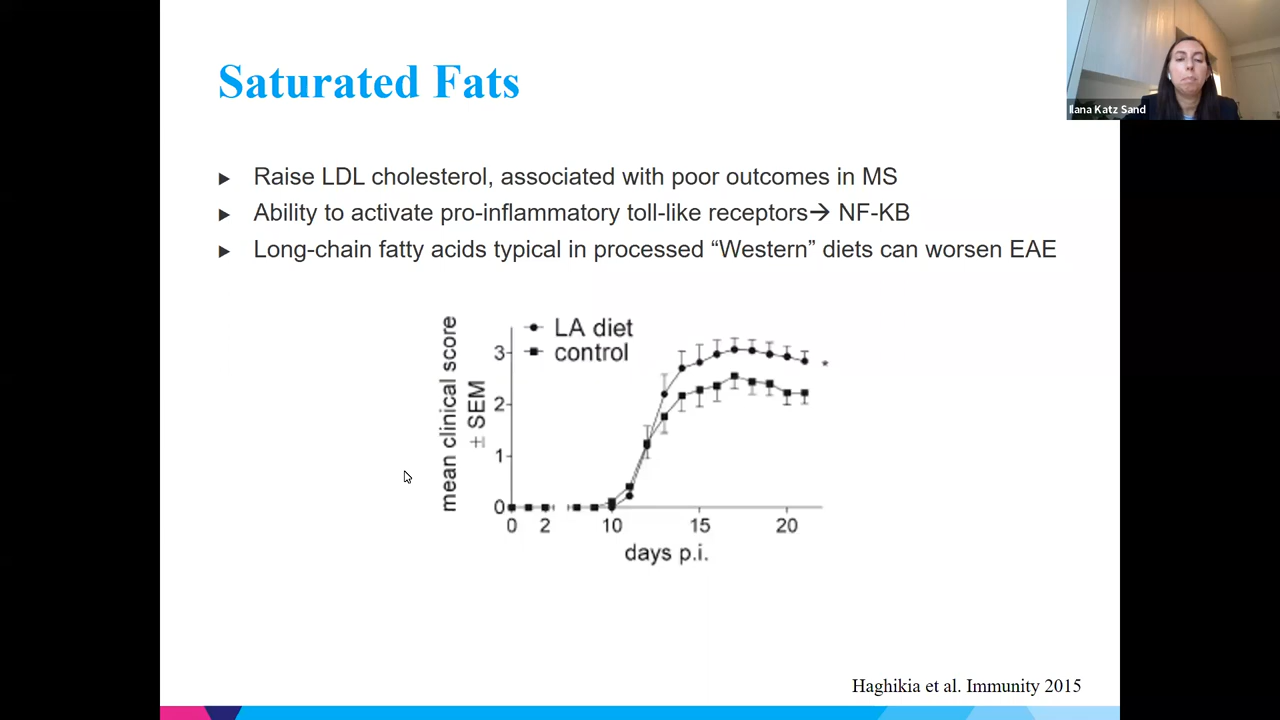 Saturated Fats
Ilana Katz Sand
▶ Raise LDL cholesterol, associated with poor outcomes in MS
▶ Ability to activate pro-inflammatory toll-like receptors→ NF-KB
▶ Long-chain fatty acids typical in processed “Western” diets can worsen EAE
mean clinical score
± SEM
LA diet
control
3
2
1
0
*
0 2 10 15 20
days p.i.
Haghikia et al. Immunity 2015